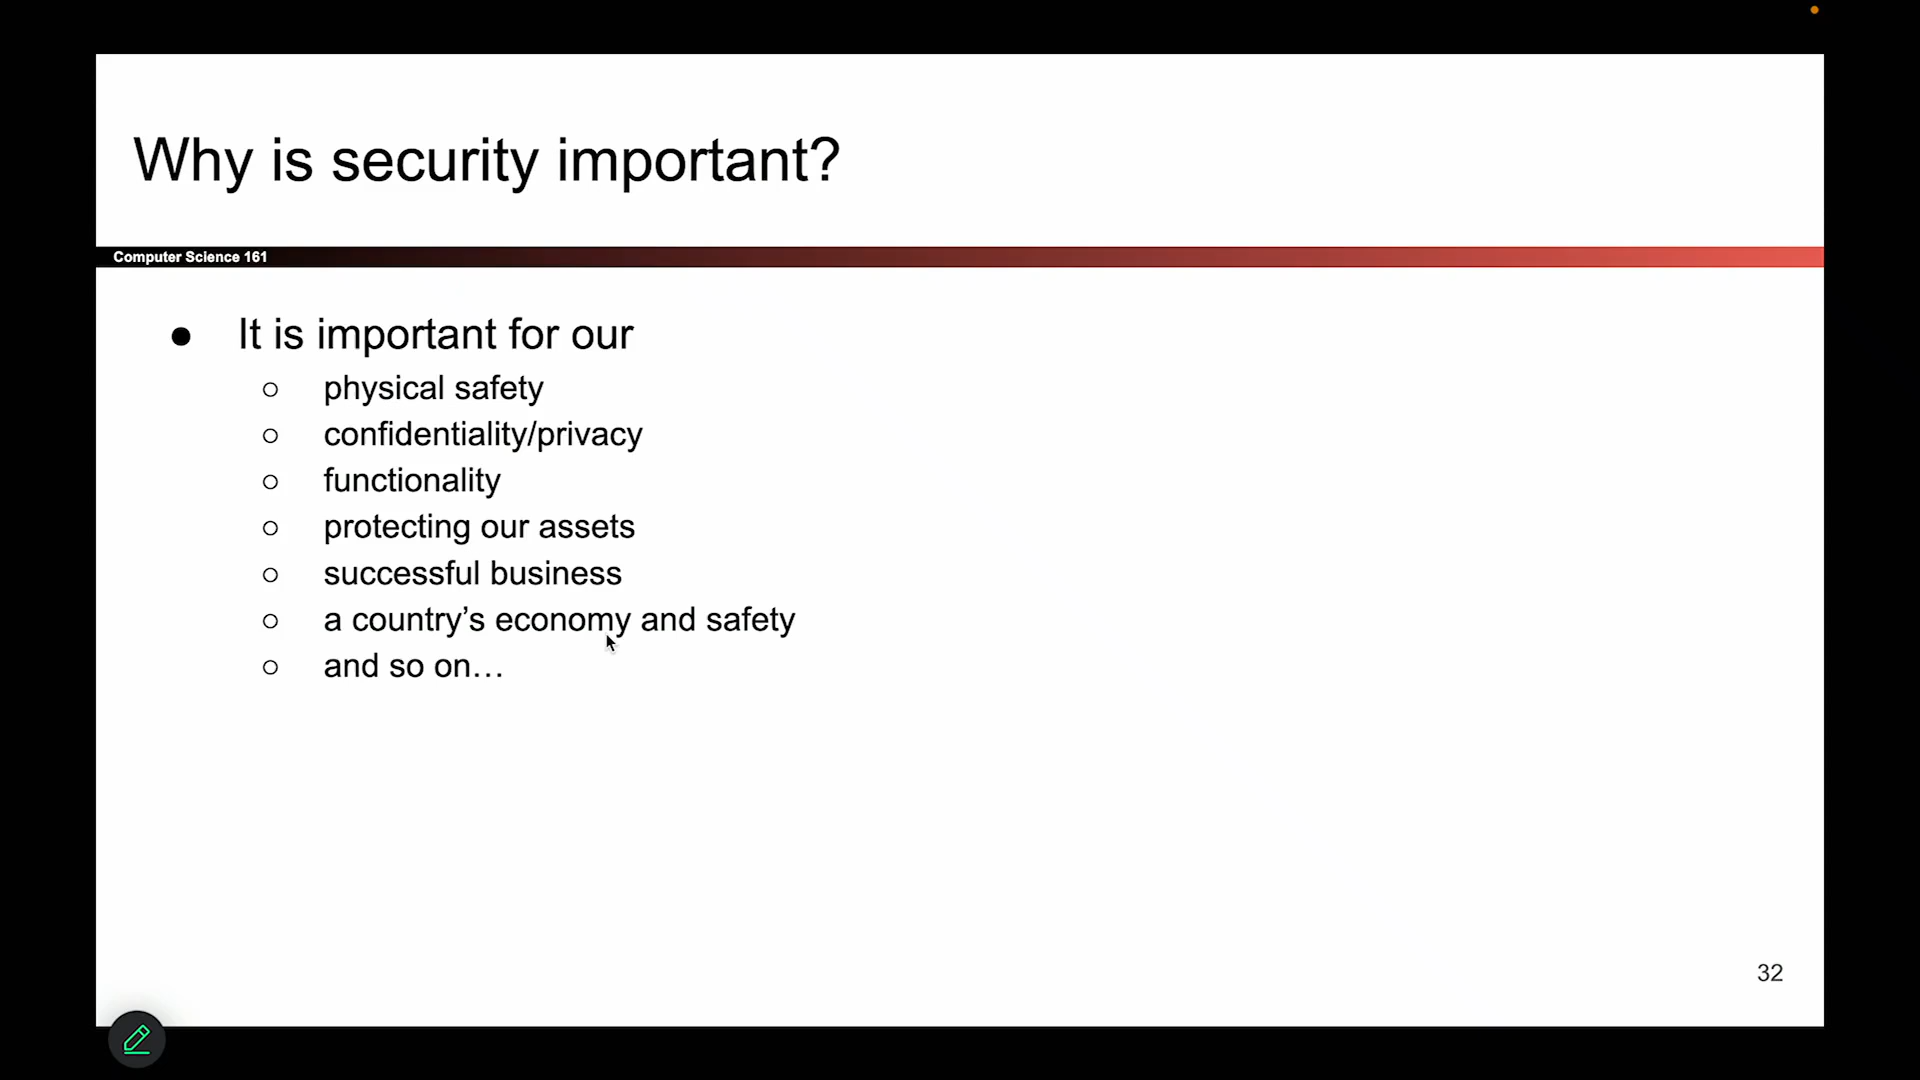 Why is security important?
Computer Science 161
● It is important for our
○ physical safety
○ confidentiality/privacy
○ functionality
○ protecting our assets
○ successful business
○ a country’s economy and safety
○ and so on…
32